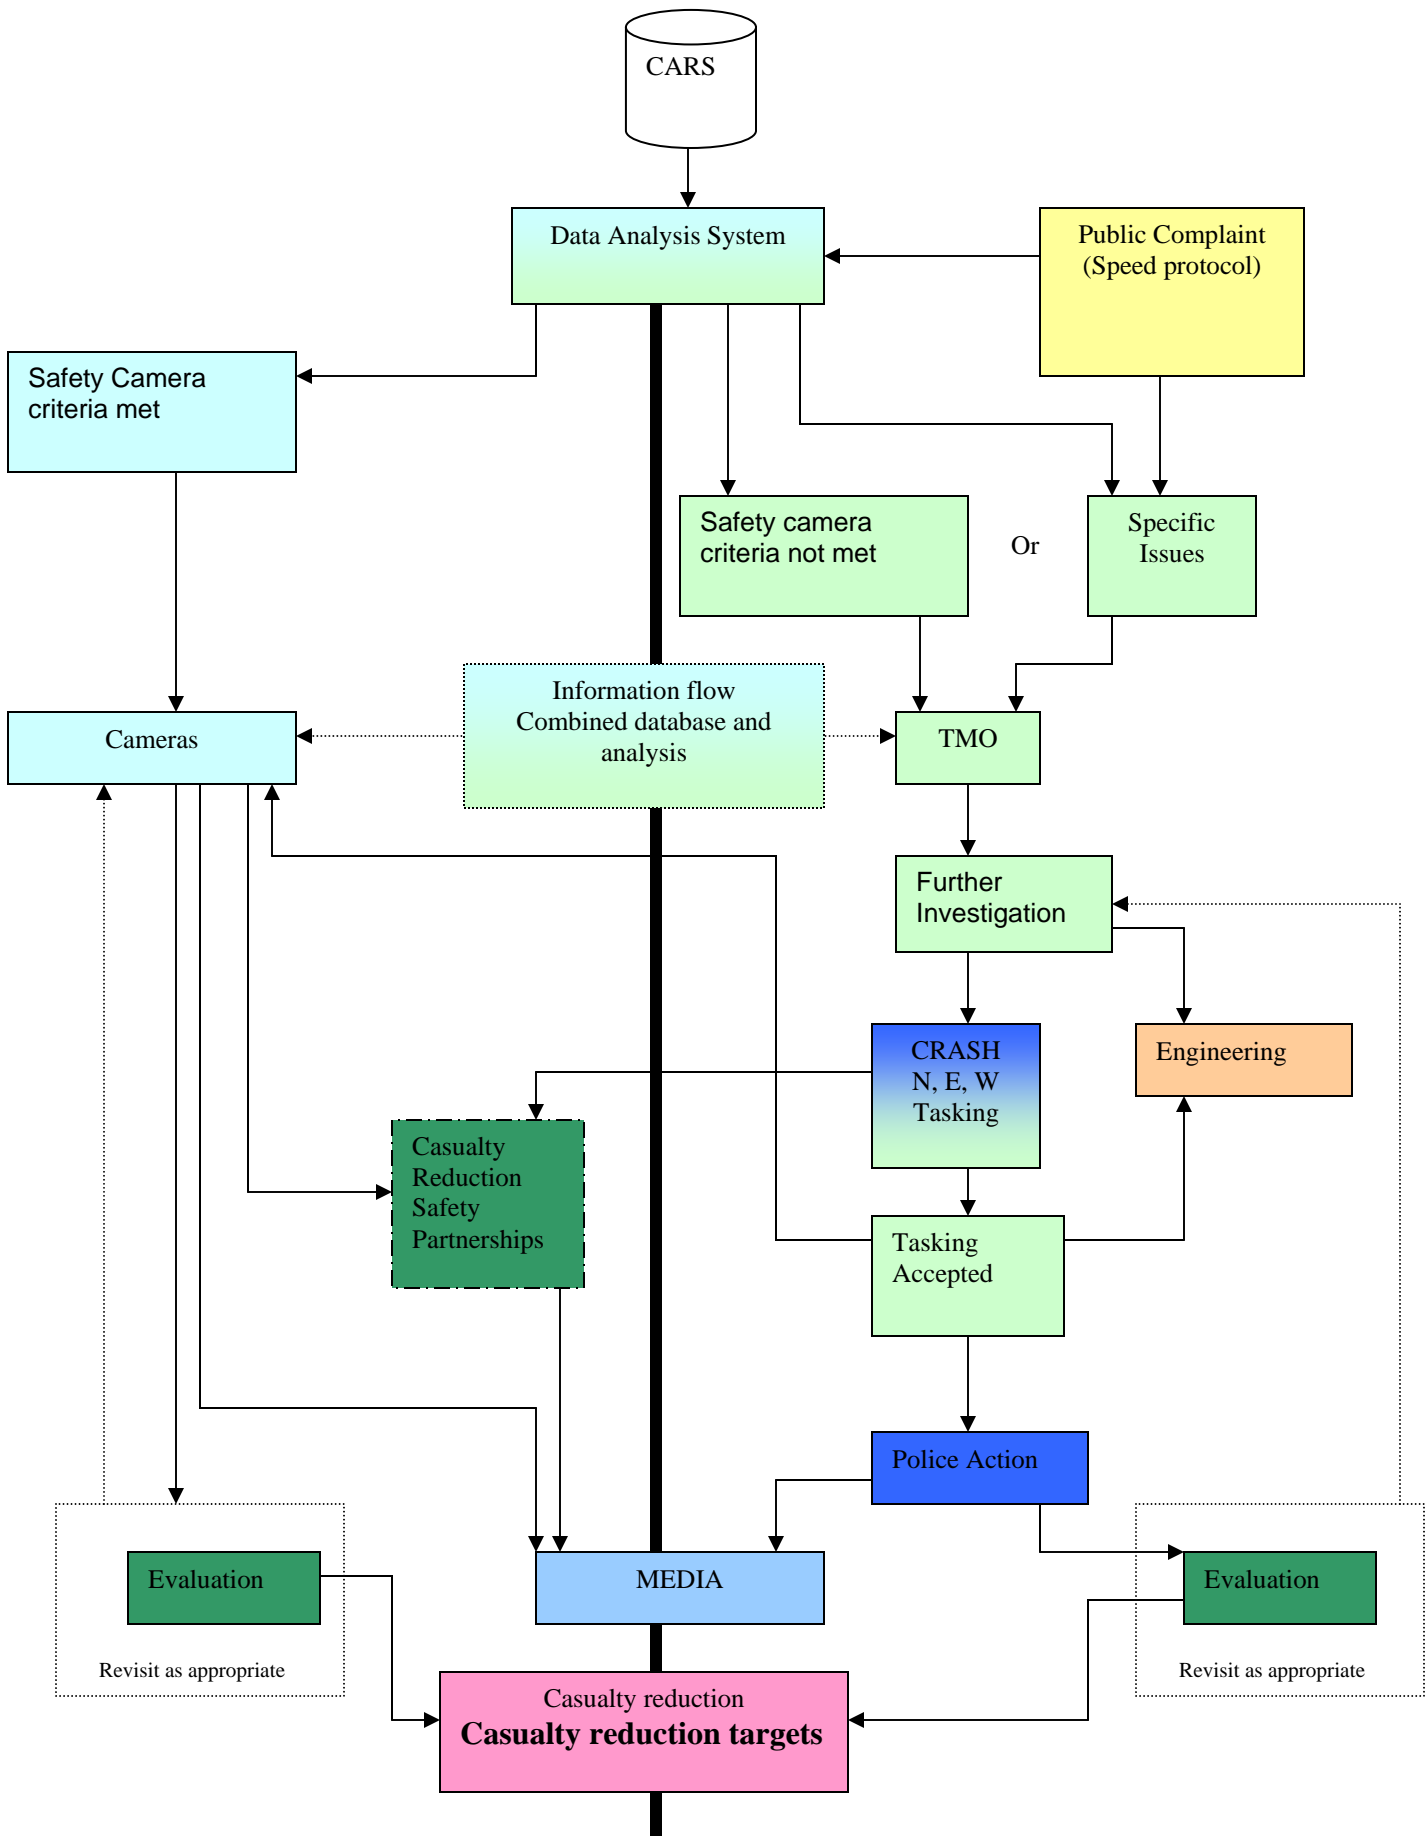 CARS
Data Analysis System
Public Complaint
(Speed protocol)
Safety Camera
criteria met
Safety camera
criteria not met
Or
Specific
Issues
Information flow
Combined database and
analysis
Cameras
TMO
Further
Investigation
CRASH
N, E, W
Tasking
Engineering
Casualty
Reduction
Safety
Partnerships
Tasking
Accepted
Police Action
Evaluation
MEDIA
Evaluation
Revisit as appropriate
Revisit as appropriate
Casualty reduction
Casualty reduction targets